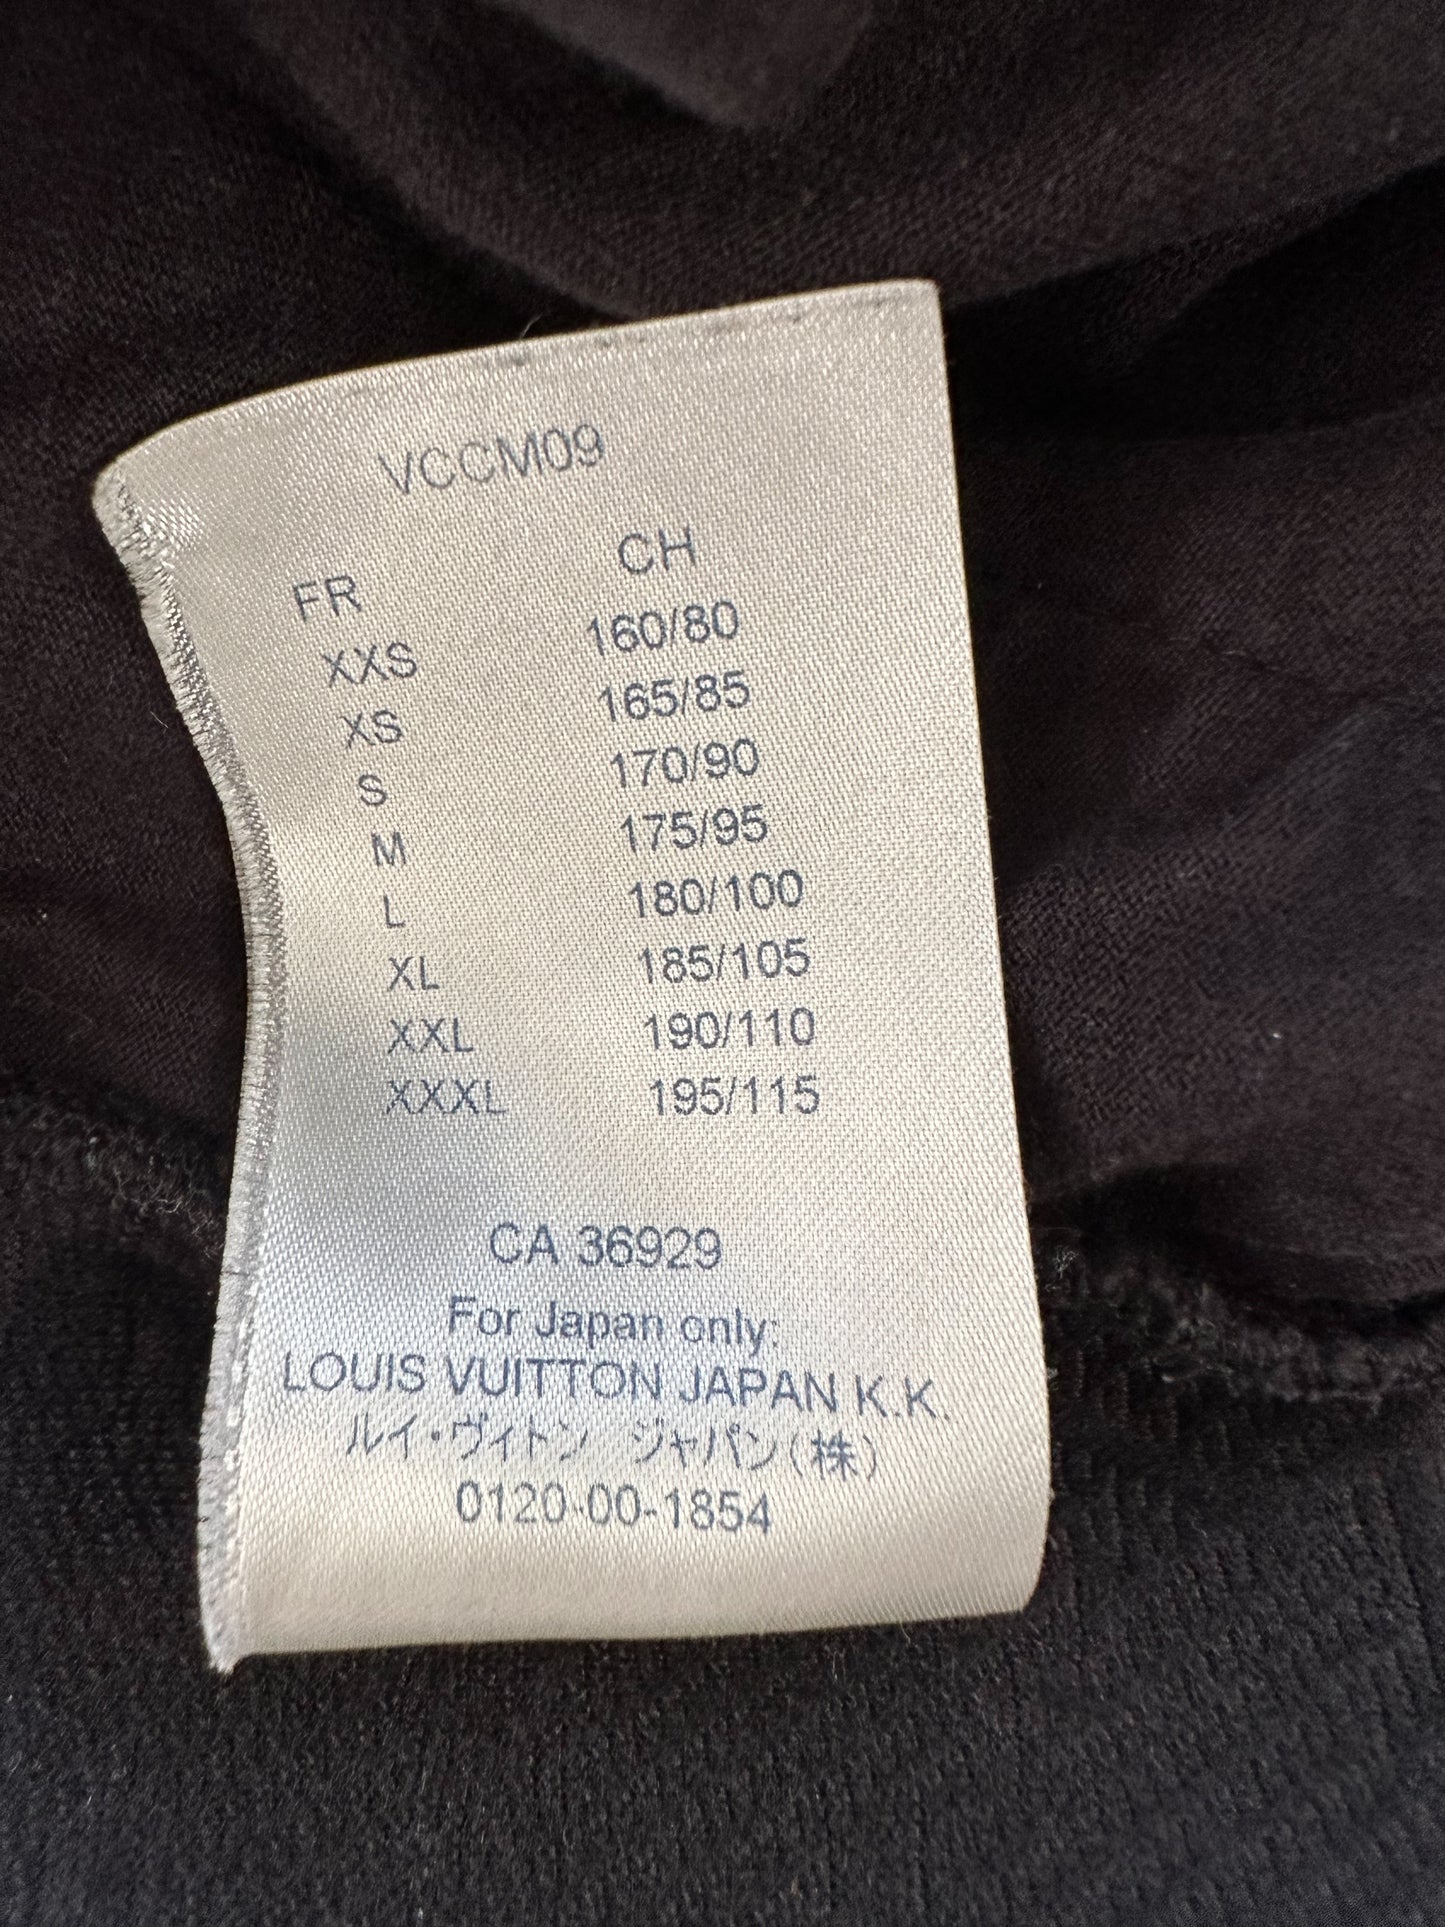 VCCM09
FR CH
XXS 160/80
XS 165/85
S 170/90
M 175/95
L 180/100
XL 185/105
XXL 190/110
XXXL 195/115
CA 36929
For Japan only:
LOUIS VUITTON JAPAN K.K.
ルイ・ヴィトン ジャパン(株)
0120-00-1854